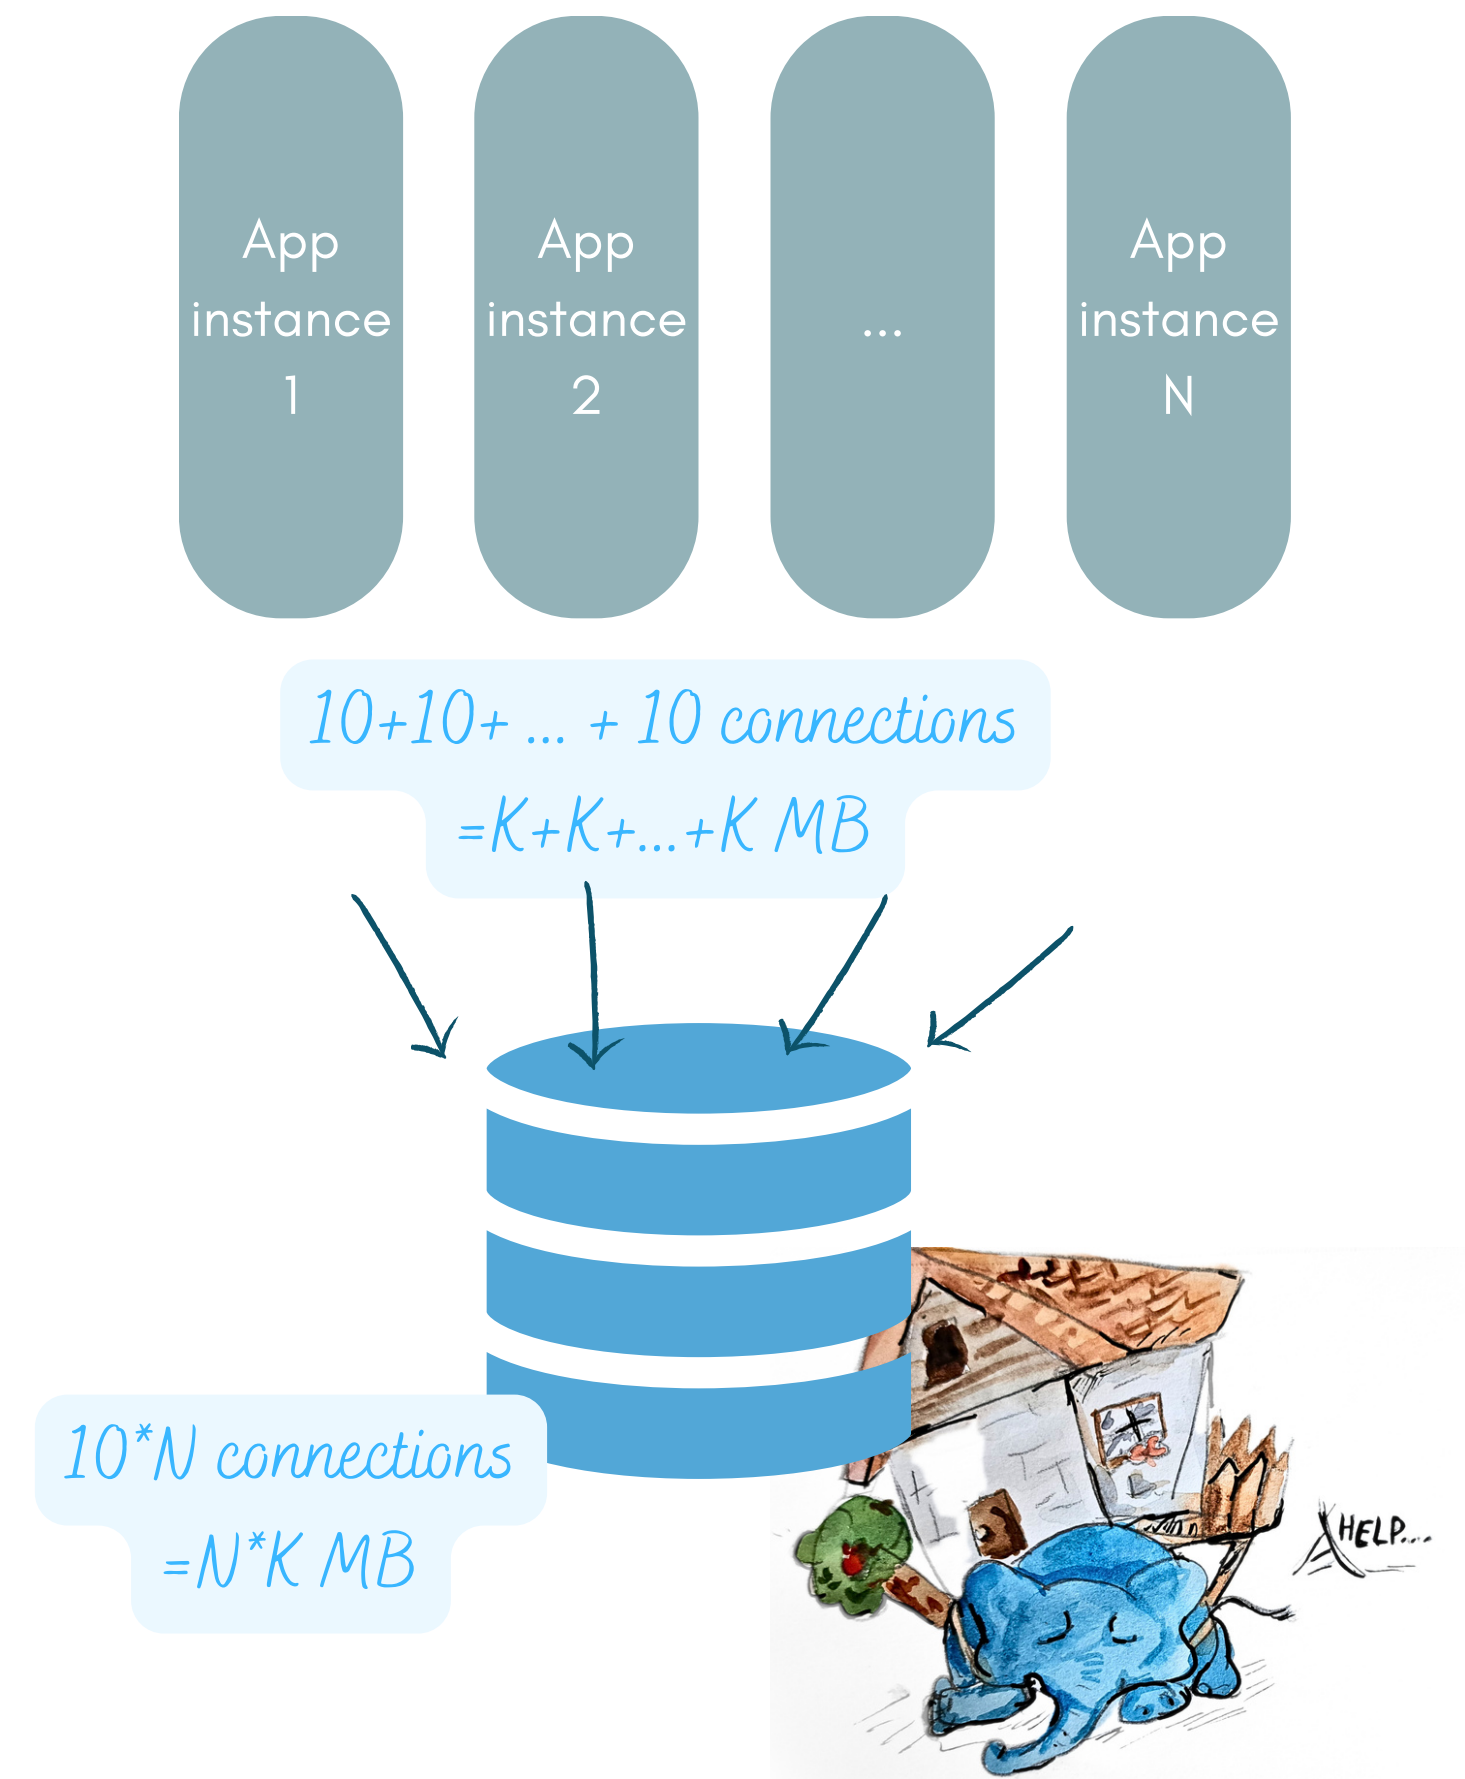 App
instance
1
App
instance
2
...
App
instance
N
10+10+ ... + 10 connections
=K+K+...+K MB
10*N connections
=N*K MB
HELP...